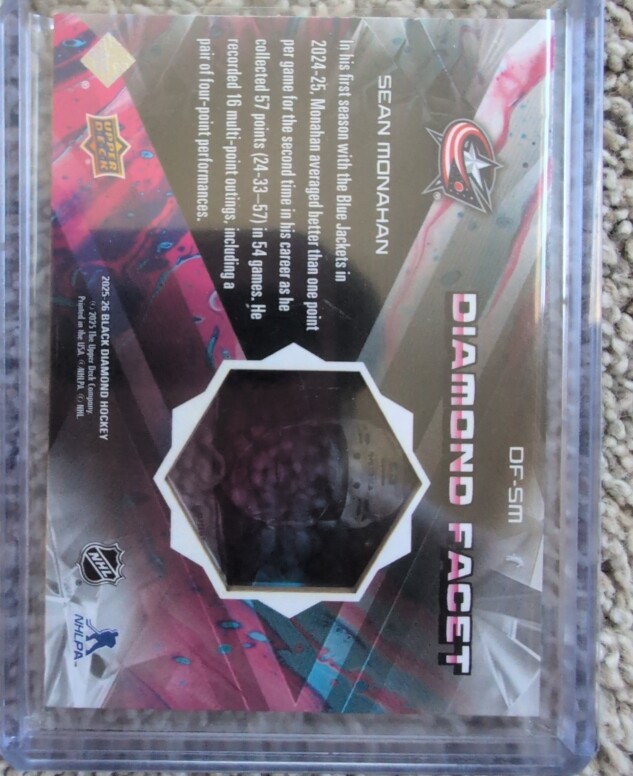 DF-SM
DIAMOND FACET
SEAN MONAHAN
In his first season with the Blue Jackets in
2024-25, Monahan averaged better than one point
per game for the second time in his career as he
collected 57 points (24-33—57) in 54 games. He
recorded 16 multi-point outings, including a
pair of four-point performances.
UPPER
DECK
®
2025-26 BLACK DIAMOND HOCKEY
© 2025 The Upper Deck Company.
Printed in the USA. © NHLPA. © NHL
NHL
NHLPA™